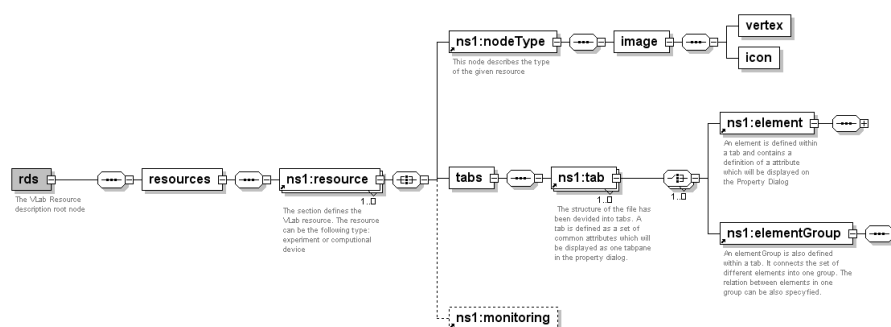 vertex
ns1:nodeType
image
This node describes the type
of the given resource
icon
ns1:element
An element is defined within
a tab and contains a
definition of a attribute
which will be displayed on
the Property Dialog
rds
The VLab Resource
description root node
resources
ns1:resource
1..
The section defines the
VLab resource. The resource
can be the following type:
experiment or computional
device
tabs
ns1:tab
1..
The structure of the file has
been devided into tabs. A
tab is defined as a set of
common attributes which will
be displayed as one tabpane
in the property dialog.
1..
ns1:elementGroup
An elementGroup is also defined
within a tab. It connects the set of
different elements into one group. The
relation between elements in one
group can be also specyfied.
ns1:monitoring